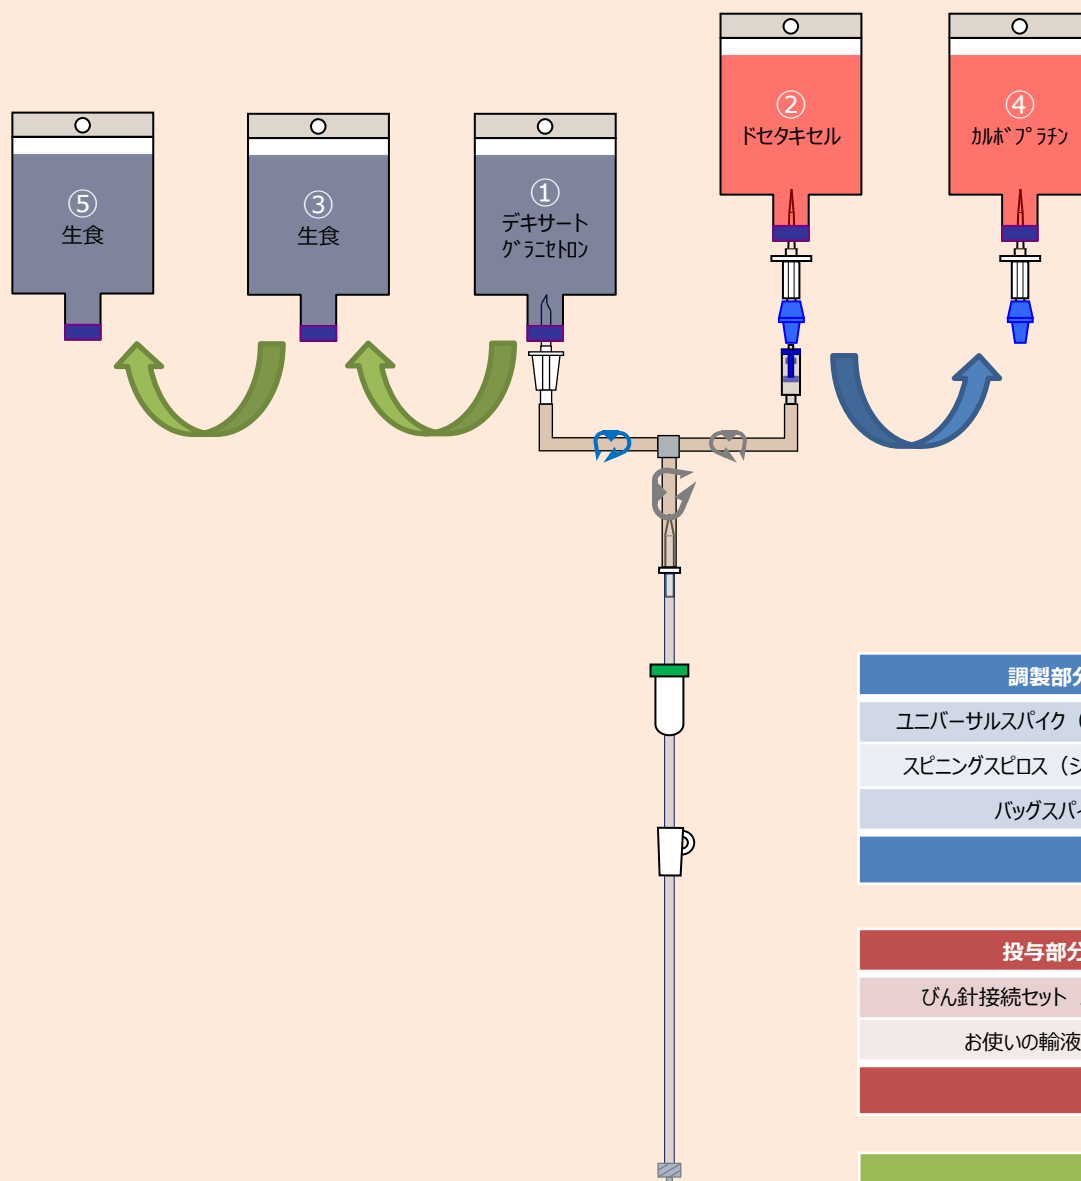 ⑤
生食
③
生食
①
デキサート
グラニセトロン
②
ドセタキセル
④
カルボプラチン
調製部分
ユニバーサルスパイク（
スピニングスピロス（シ
バッグスパイ
投与部分
びん針接続セット
お使いの輸液